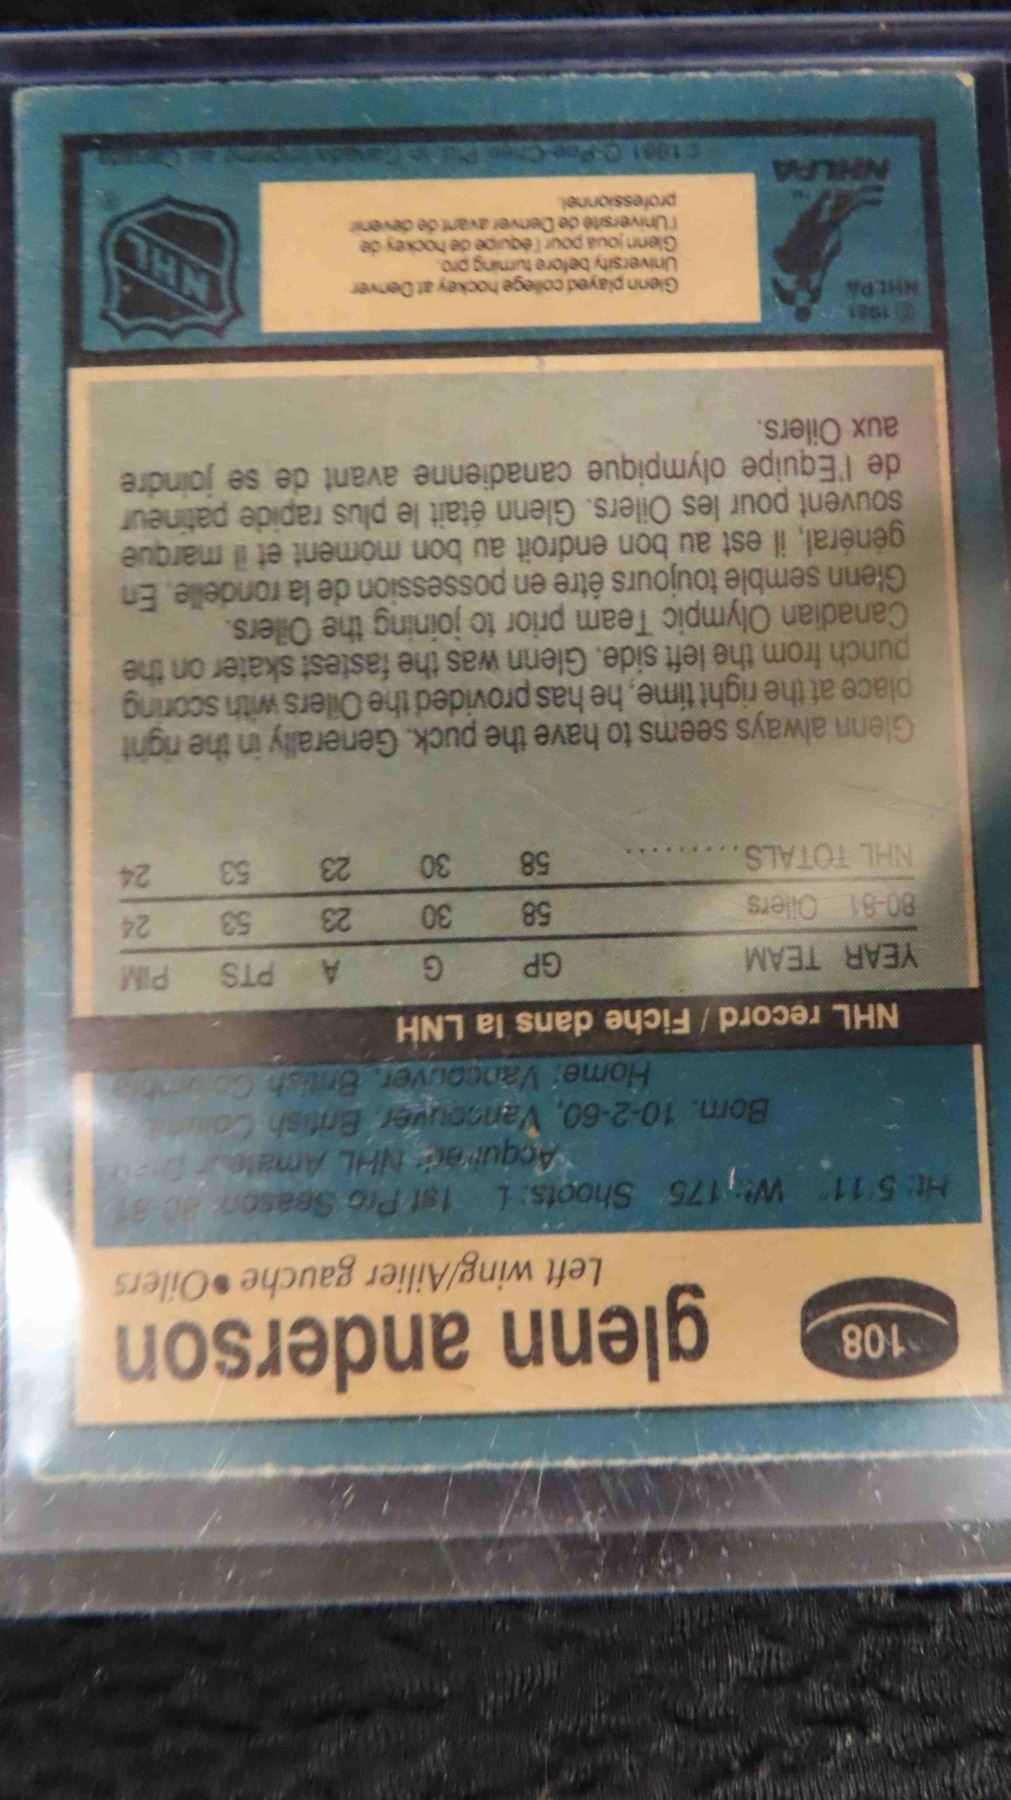 108
glenn anderson
Left wing/Ailier gauche •Oilers
Ht: 5'11" Wt: 175 Shoots: L 1st Pro Season: 80-81
Acquired: NHL Amateur
Born: 10-2-60, Vancouver, British
Home: Vancouver, British Columbia
NHL record / Fiche dans la LNH
YEAR TEAM GP G A PTS PIM
80-81 Oilers 58 30 23 53 24
NHL TOTALS.......... 58 30 23 53 24
Glenn always seems to have the puck. Generally in the right
place at the right time, he has provided the Oilers with scoring
punch from the left side. Glenn was the fastest skater on the
Canadian Olympic Team prior to joining the Oilers.
Glenn semble toujours être en possession de la rondelle. En
général, il est au bon endroit au bon moment et il marque
souvent pour les Oilers. Glenn était le plus rapide patineur
de l'Equipe olympique canadienne avant de se joindre
aux Oilers.
© 1981
NHLPA
NHLPA
Glenn played college hockey at Denver
University before turning pro.
Glenn joua pour l'équipe de hockey de
l'Université de Denver avant de devenir
professionnel.
NHL
®
© 1981 O-Pee-Chee Ptd. in Canada/Imprimé au Canada